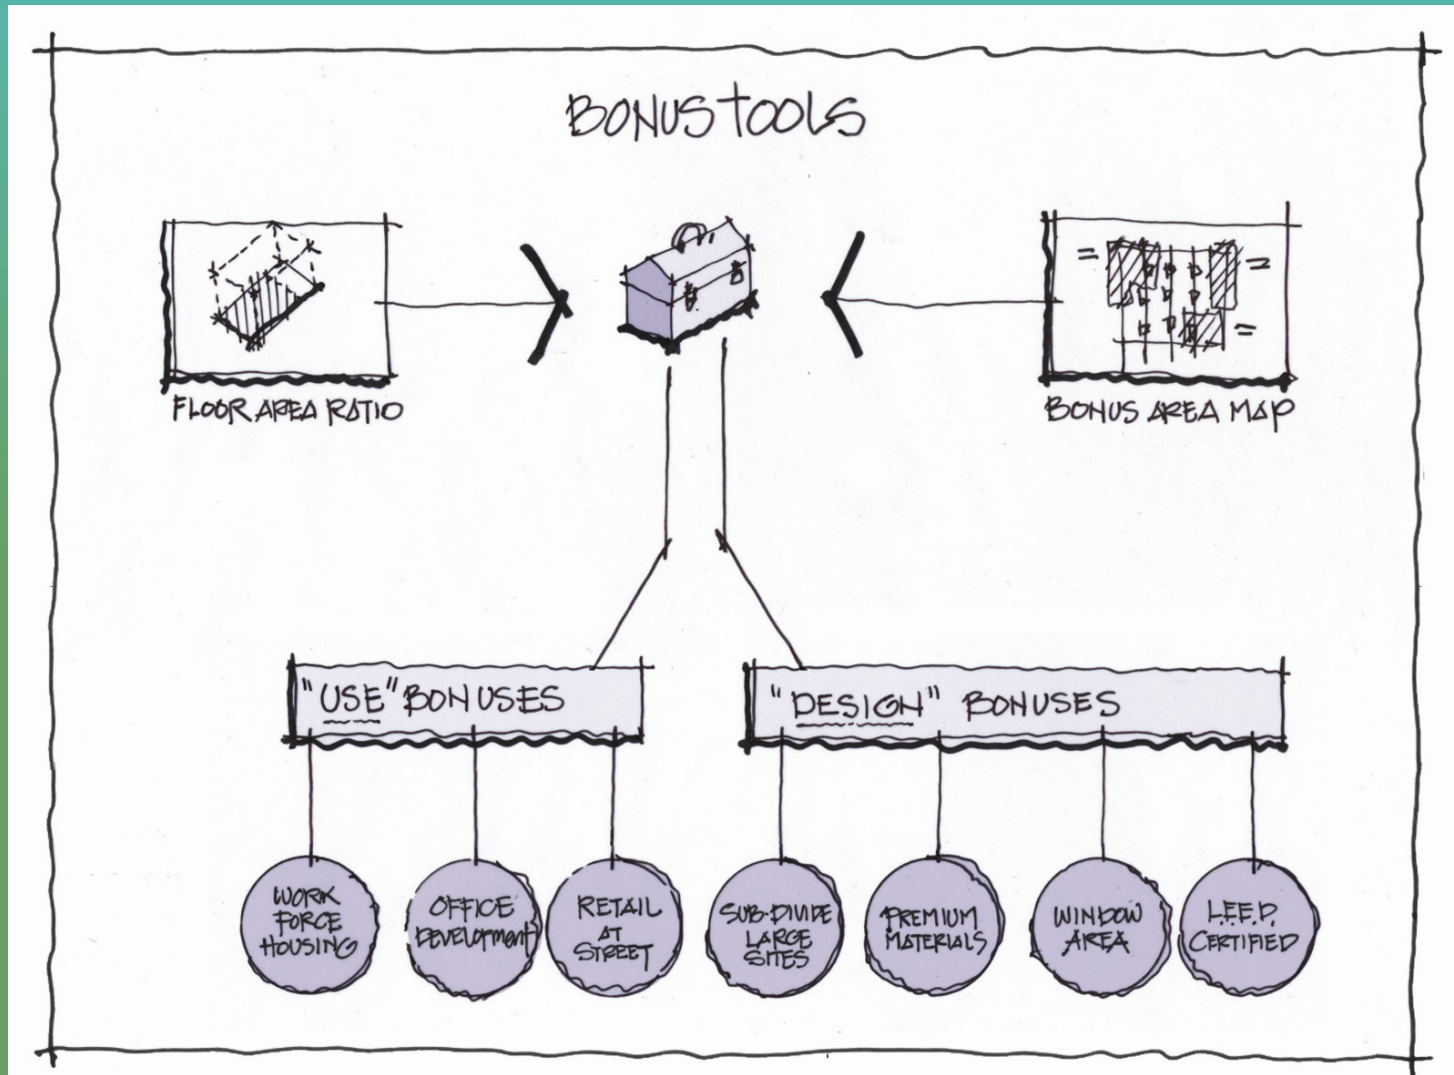 BONUS TOOLS
FLOOR AREA RATIO
BONUS AREA MAP
"USE" BONUSES
"DESIGN" BONUSES
WORK
FORCE
HOUSING
OFFICE
DEVELOPMENT
RETAIL
AT
STREET
SUB-DIVIDE
LARGE
SITES
PREMIUM
MATERIALS
WINDOW
AREA
L.E.E.D.
CERTIFIED